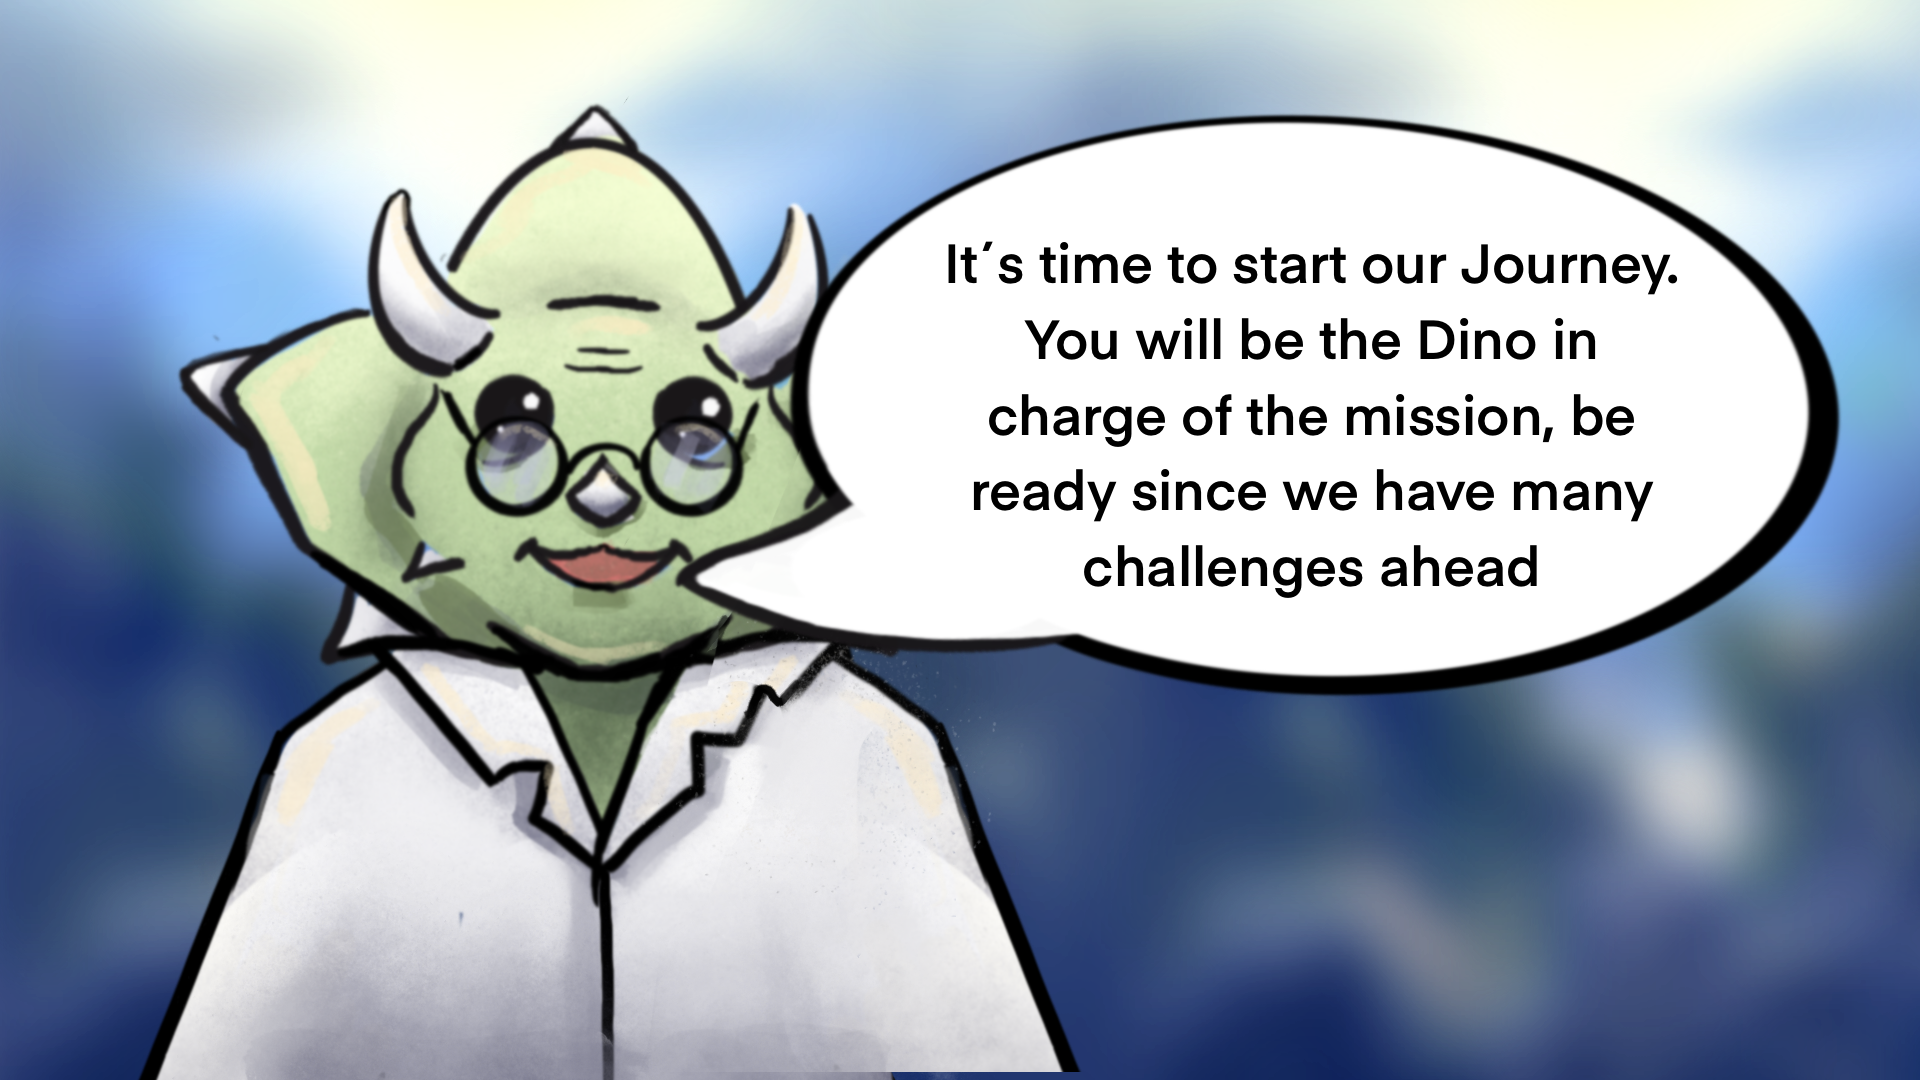 It´s time to start our Journey.
You will be the Dino in
charge of the mission, be
ready since we have many
challenges ahead